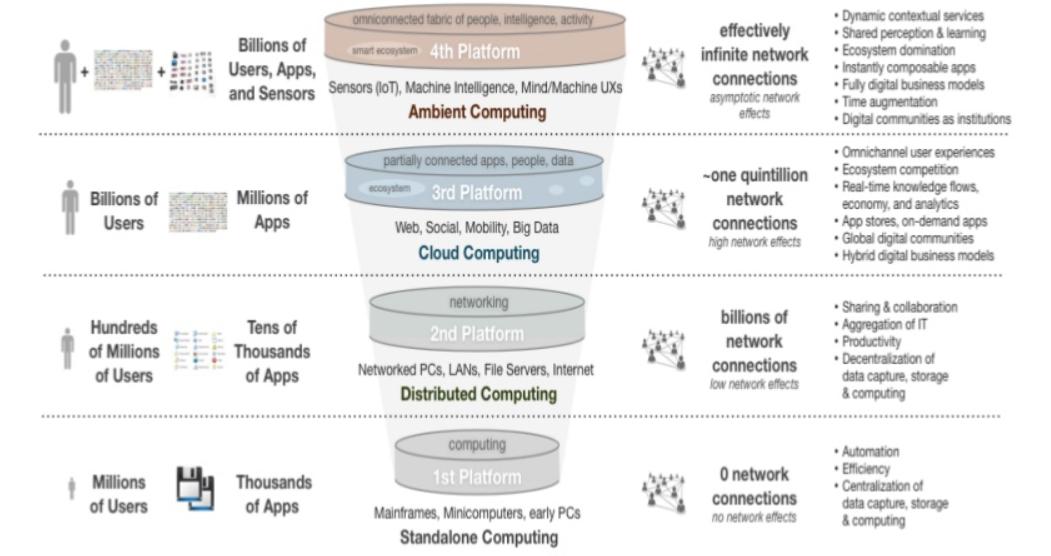 omniconnected fabric of people, intelligence, activity
smart ecosystem
4th Platform
Sensors (IoT), Machine Intelligence, Mind/Machine UXs
Ambient Computing
+
+
Billions of
Users, Apps,
and Sensors
effectively
infinite network
connections
asymptotic network
effects
• Dynamic contextual services
• Shared perception & learning
• Ecosystem domination
• Instantly composable apps
• Fully digital business models
• Time augmentation
• Digital communities as institutions
Billions of
Users
Millions of
Apps
partially connected apps, people, data
ecosystem
3rd Platform
Web, Social, Mobility, Big Data
Cloud Computing
~one quintillion
network
connections
high network effects
• Omnichannel user experiences
• Ecosystem competition
• Real-time knowledge flows,
economy, and analytics
• App stores, on-demand apps
• Global digital communities
• Hybrid digital business models
Hundreds
of Millions
of Users
Tens of
Thousands
of Apps
networking
2nd Platform
Networked PCs, LANs, File Servers, Internet
Distributed Computing
billions of
network
connections
low network effects
• Sharing & collaboration
• Aggregation of IT
• Productivity
• Decentralization of
data capture, storage
& computing
Millions
of Users
Thousands
of Apps
computing
1st Platform
Mainframes, Minicomputers, early PCs
Standalone Computing
0 network
connections
no network effects
• Automation
• Efficiency
• Centralization of
data capture, storage
& computing